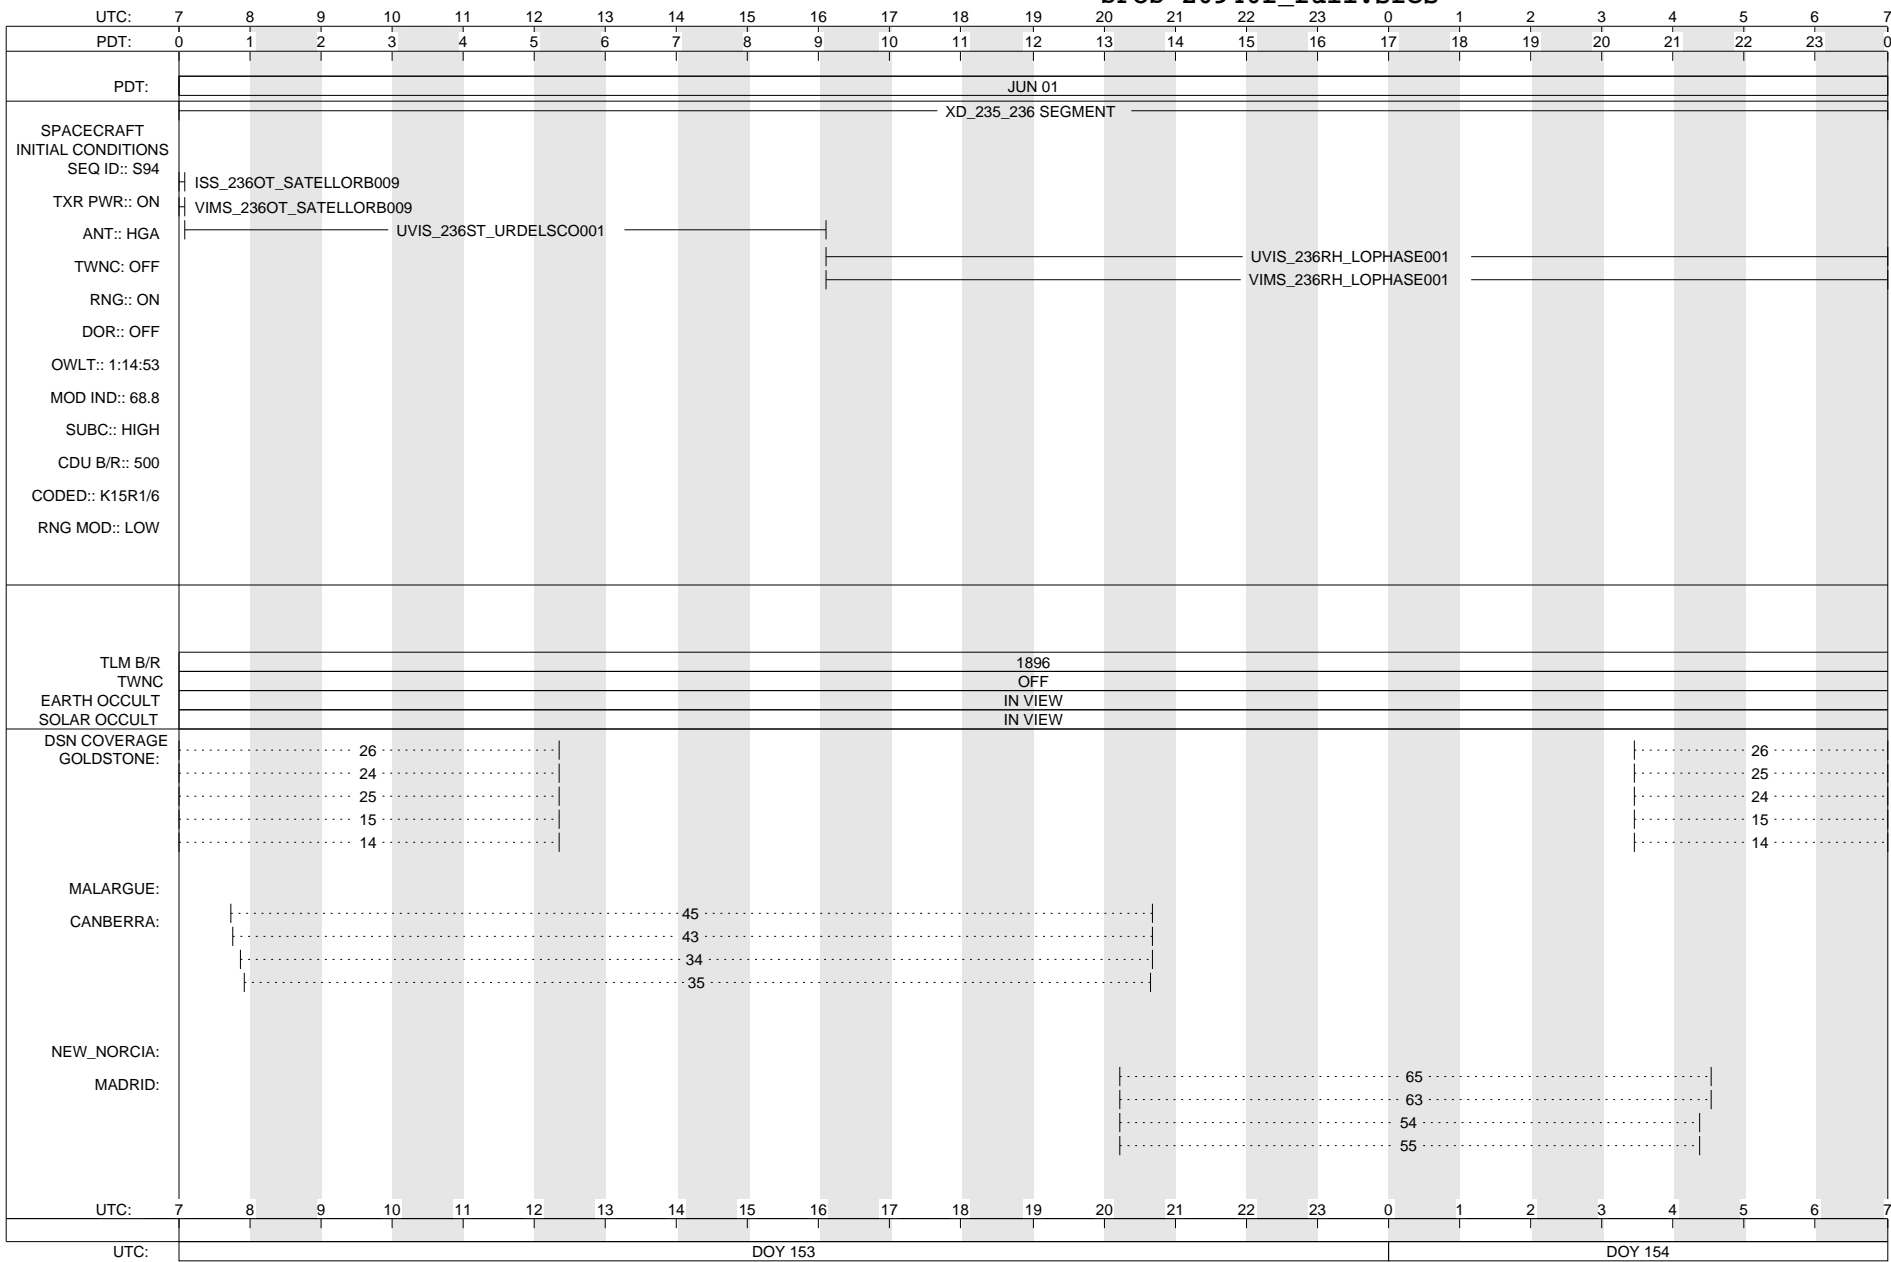 UTC: 7 8 9 10 11 12 13 14 15 16 17 18 19 20 21 22 23 0 1 2 3 4 5 6 7
PDT: 0 1 2 3 4 5 6 7 8 9 10 11 12 13 14 15 16 17 18 19 20 21 22 23 0
PDT: JUN 01
XD_235_236 SEGMENT
SPACECRAFT
INITIAL CONDITIONS
SEQ ID:: S94
ISS_236OT_SATELLORB009
TXR PWR:: ON
VIMS_236OT_SATELLORB009
ANT:: HGA
UVIS_236ST_URDELSCO001
TWNC: OFF
UVIS_236RH_LOPHASE001
VIMS_236RH_LOPHASE001
RNG:: ON
DOR:: OFF
OWLT:: 1:14:53
MOD IND:: 68.8
SUBC:: HIGH
CDU B/R:: 500
CODED:: K15R1/6
RNG MOD:: LOW
TLM B/R 1896
TWNC OFF
EARTH OCCULT IN VIEW
SOLAR OCCULT IN VIEW
DSN COVERAGE
GOLDSTONE:
26 26
24 25
25 24
15 15
14 14
MALARGUE:
CANBERRA:
45
43
34
35
NEW_NORCIA:
MADRID:
65
63
54
55
UTC: 7 8 9 10 11 12 13 14 15 16 17 18 19 20 21 22 23 0 1 2 3 4 5 6 7
UTC: DOY 153 DOY 154